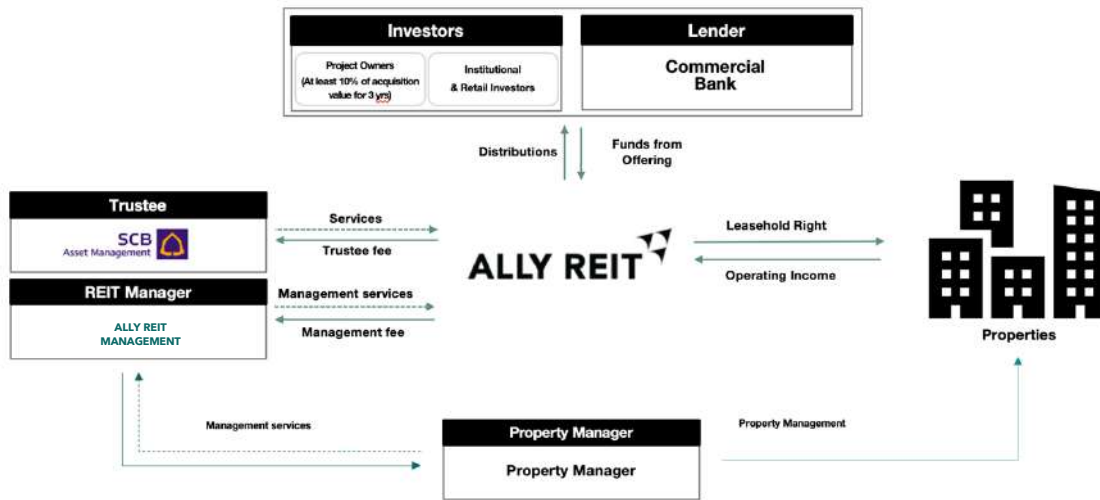 Investors
Project Owners
(At least 10% of acquisition
value for 3 yrs)
Institutional
& Retail Investors
Lender
Commercial
Bank
Distributions
Funds from
Offering
Trustee
SCB
Asset Management
Services
Trustee fee
ALLY REIT
Leasehold Right
Operating Income
REIT Manager
ALLY REIT
MANAGEMENT
Management services
Management fee
Properties
Management services
Property Manager
Property Manager
Property Management